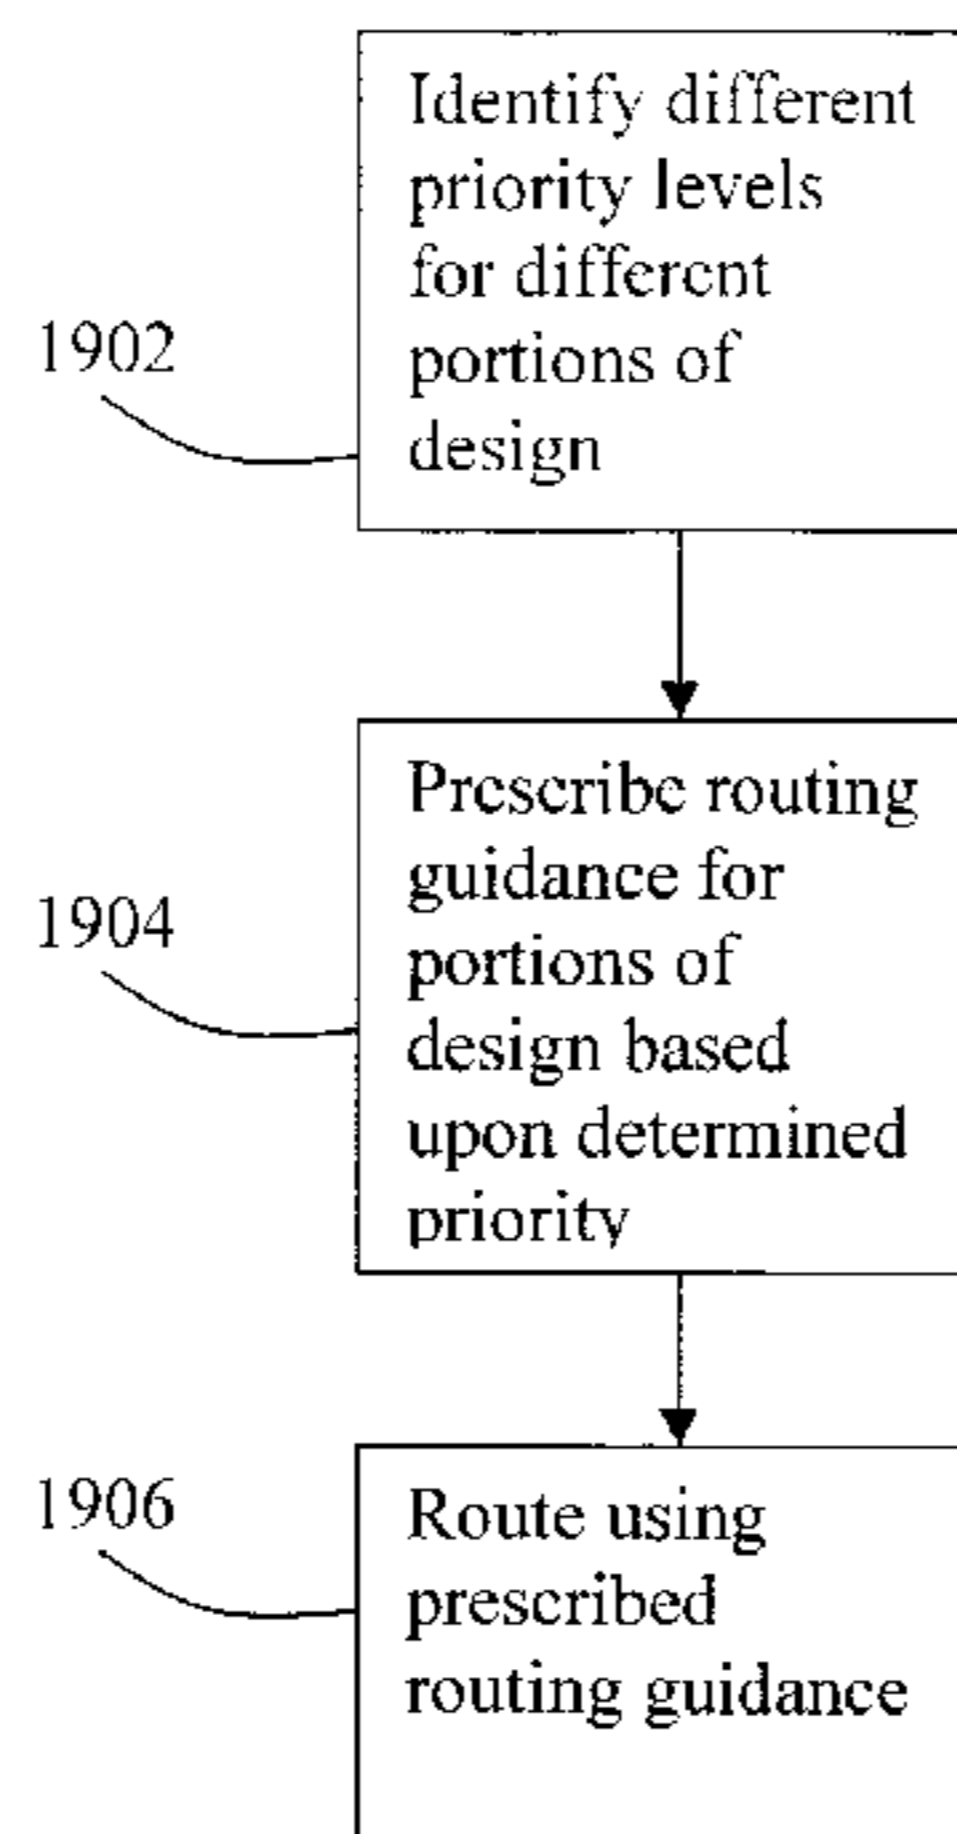 Identify different
priority levels
for different
portions of
design
1902
Prescribe routing
guidance for
portions of
design based
upon determined
priority
1904
Route using
prescribed
routing guidance
1906